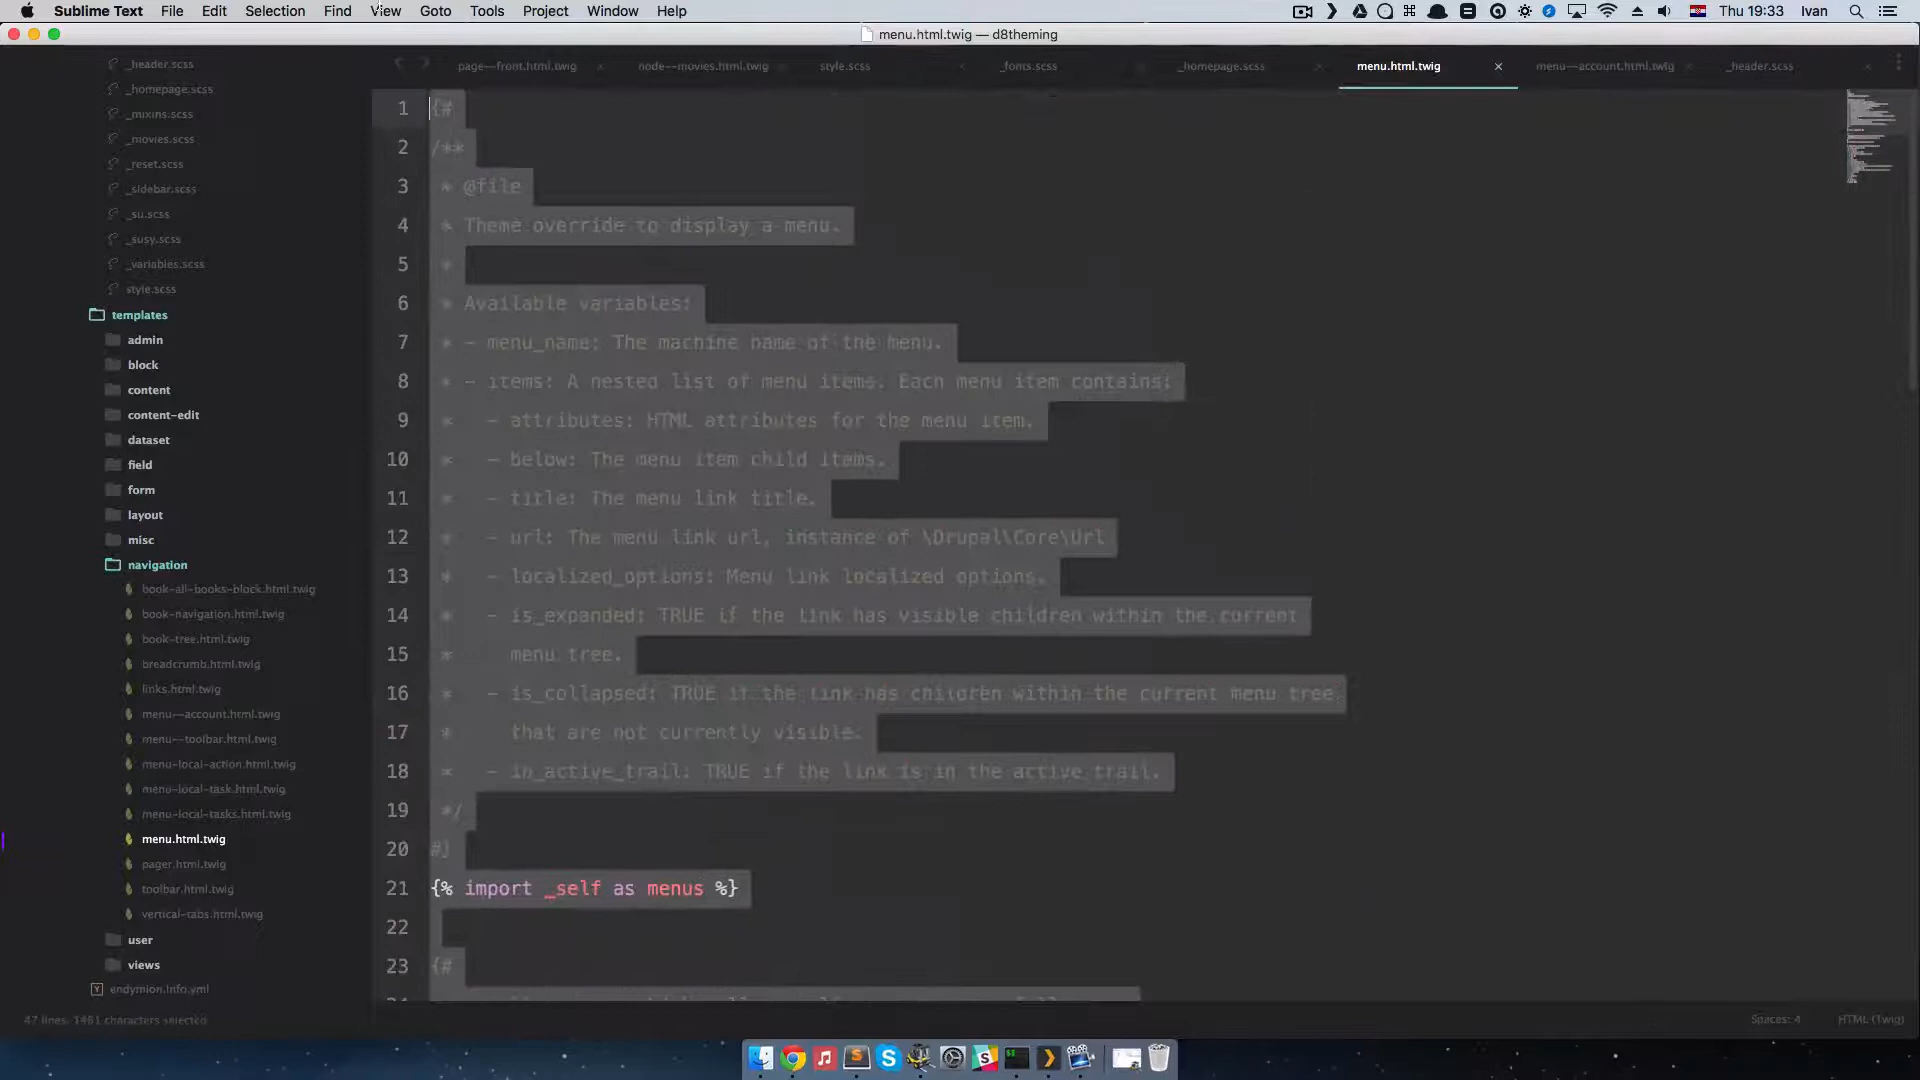 Sublime Text File Edit Selection Find View Goto Tools Project Window Help Thu 19:33 Ivan
menu.html.twig — d8theming
page--front.html.twig node--movies.html.twig style.scss _fonts.scss _homepage.scss menu.html.twig menu--account.html.twig _header.scss
_header.scss
_homepage.scss
_mixins.scss
_movies.scss
_reset.scss
_sidebar.scss
_su.scss
_susy.scss
_variables.scss
style.scss
templates
admin
block
content
content-edit
dataset
field
form
layout
misc
navigation
book-all-books-block.html.twig
book-navigation.html.twig
book-tree.html.twig
breadcrumb.html.twig
links.html.twig
menu--account.html.twig
menu--toolbar.html.twig
menu-local-action.html.twig
menu-local-task.html.twig
menu-local-tasks.html.twig
menu.html.twig
pager.html.twig
toolbar.html.twig
vertical-tabs.html.twig
user
views
endymion.info.yml
1 {#
2 /**
3 * @file
4 * Theme override to display a menu.
5 *
6 * Available variables:
7 * - menu_name: The machine name of the menu.
8 * - items: A nested list of menu items. Each menu item contains:
9 *   - attributes: HTML attributes for the menu item.
10 *   - below: The menu item child items.
11 *   - title: The menu link title.
12 *   - url: The menu link url, instance of \Drupal\Core\Url
13 *   - localized_options: Menu link localized options.
14 *   - is_expanded: TRUE if the link has visible children within the current
15 *     menu tree.
16 *   - is_collapsed: TRUE if the link has children within the current menu tree
17 *     that are not currently visible.
18 *   - in_active_trail: TRUE if the link is in the active trail.
19 */
20 #}
21 {% import _self as menus %}
22
23 {#
47 lines, 1461 characters selected Spaces: 4 HTML (Twig)